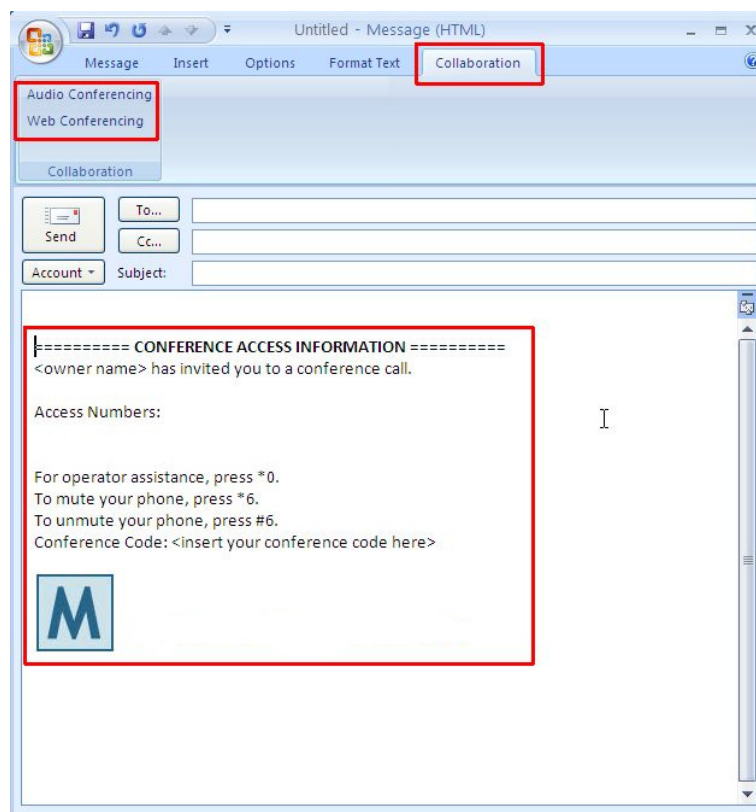 Untitled - Message (HTML)
Message Insert Options Format Text Collaboration
Audio Conferencing
Web Conferencing
Collaboration
To...
Send
Cc...
Account Subject:
========== CONFERENCE ACCESS INFORMATION ==========
<owner name> has invited you to a conference call.
Access Numbers:
For operator assistance, press *0.
To mute your phone, press *6.
To unmute your phone, press #6.
Conference Code: <insert your conference code here>
M